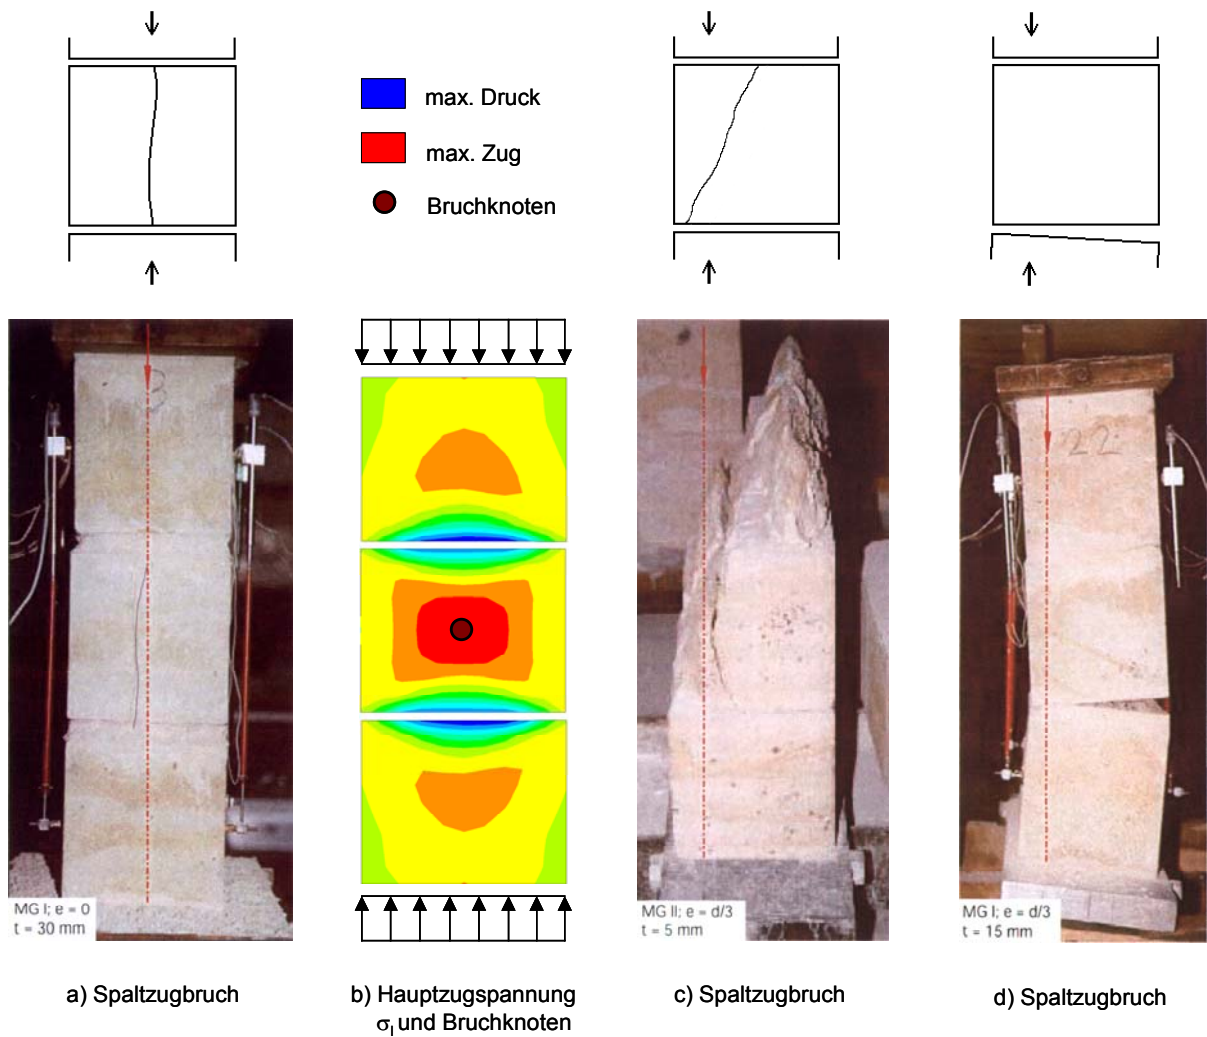 max. Druck
max. Zug
Bruchknoten
3
22
MG I; e = 0
t = 30 mm
MG II; e = d/3
t = 5 mm
MG I; e = d/3
t = 15 mm
a) Spaltzugbruch
b) Hauptzugspannung
σI und Bruchknoten
c) Spaltzugbruch
d) Spaltzugbruch